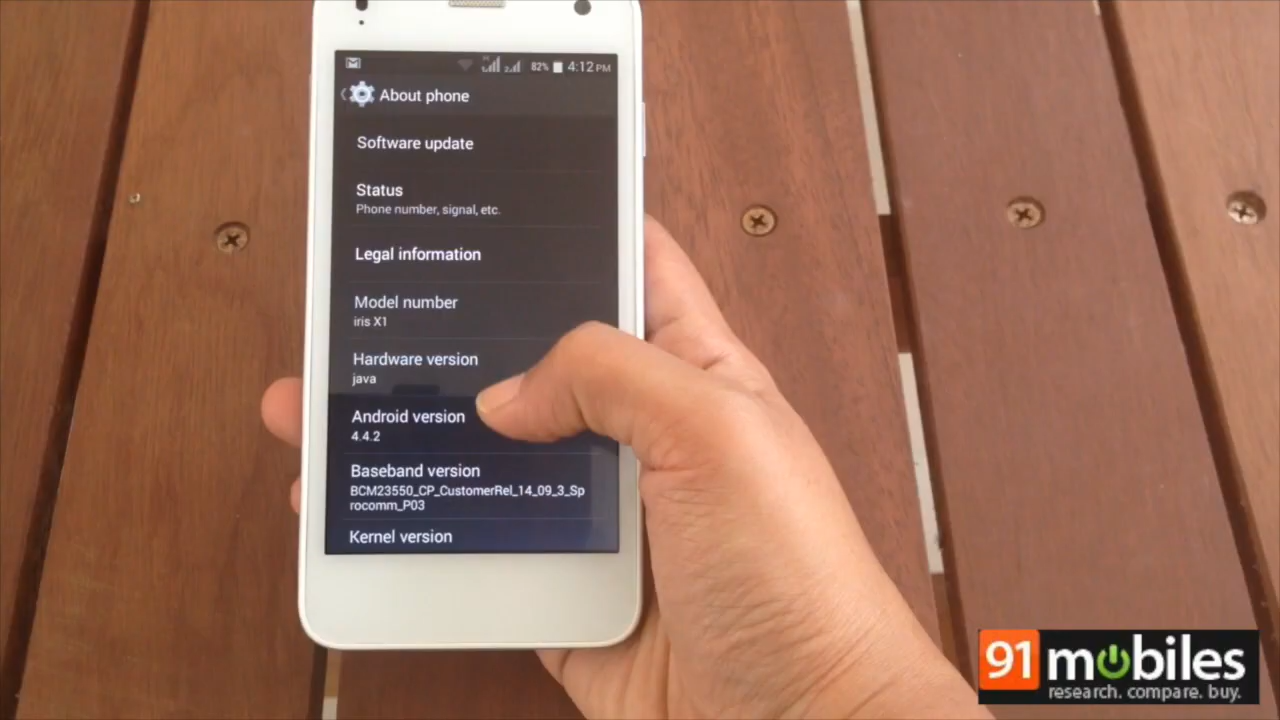 82% 4:12 PM
About phone
Software update
Status
Phone number, signal, etc.
Legal information
Model number
iris X1
Hardware version
java
Android version
4.4.2
Baseband version
BCM23550_CP_CustomerRel_14_09_3_Sp
rocomm_P03
Kernel version
91mobiles
research. compare. buy.